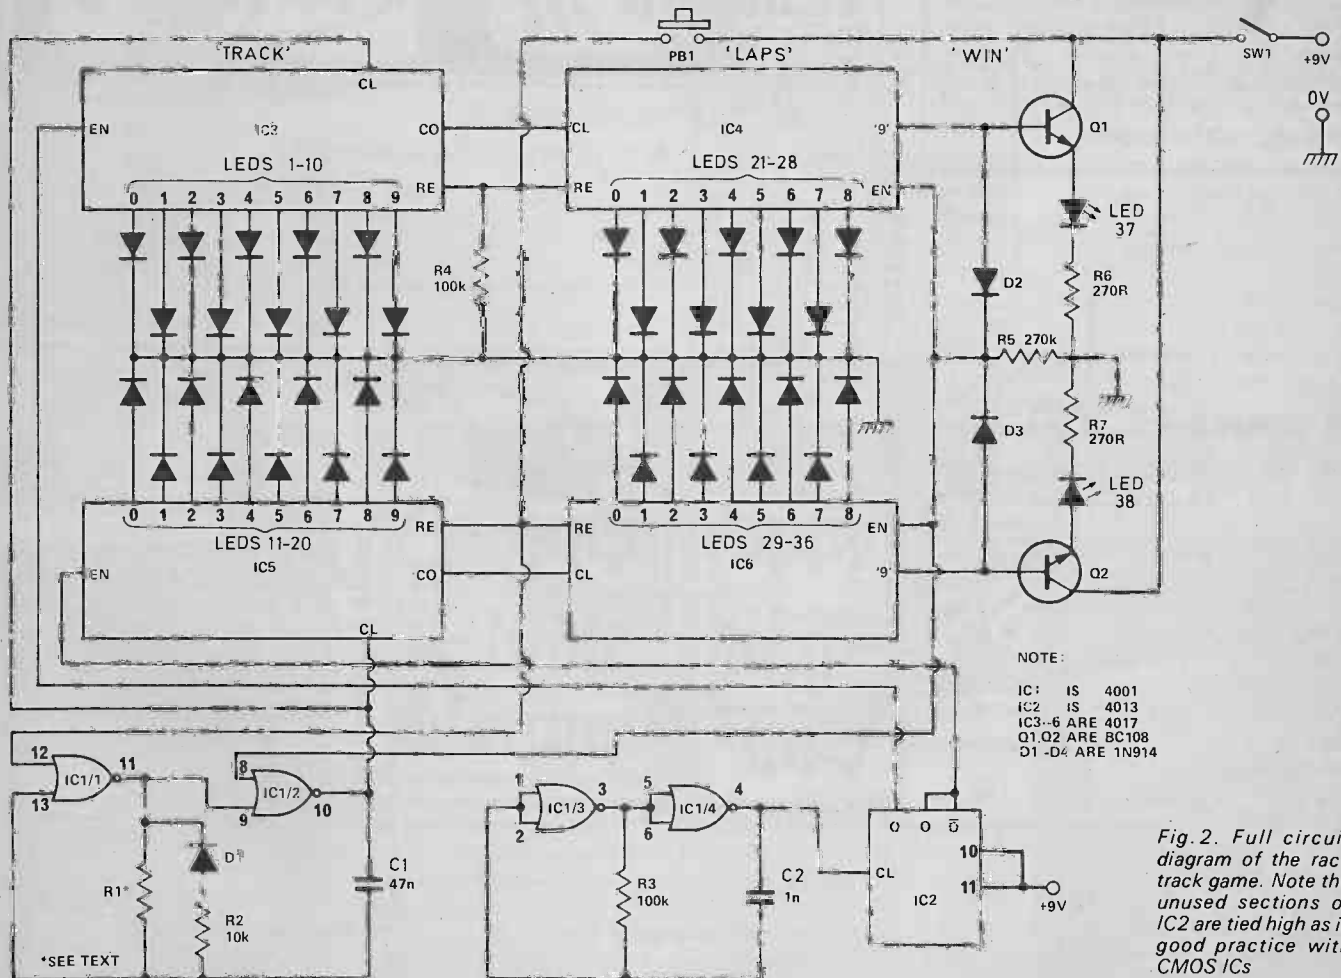 'TRACK'
PB1
'LAPS'
'WIN'
SW1
+9V
0V
CL
EN
IC3
CO
LEDS 1-10
RE
0 1 2 3 4 5 6 7 8 9
CL
IC4
'9'
LEDS 21-28
RE
EN
0 1 2 3 4 5 6 7 8
Q1
LED
37
R4
100k
D2
R6
270R
R5 270k
D3
R7
270R
LED
38
0 1 2 3 4 5 6 7 8 9
LEDS 11-20
RE
IC5
EN
CO
CL
0 1 2 3 4 5 6 7 8
RE
LEDS 29-36
EN
IC6
CL
'9'
Q2
NOTE:
IS 4001
IC2 IS 4013
IC3-6 ARE 4017
Q1,Q2 ARE BC108
D1-D4 ARE 1N914
12
13
IC1/1
11
8
9
IC1/2
10
R1*
R2
10k
C1
47n
*SEE TEXT
1
2
IC1/3
3
5
6
IC1/4
4
R3
100k
C2
1n
CL
IC2
10
11
+9V
Fig. 2. Full circui
diagram of the rac
track game. Note th
unused sections o
IC2 are tied high as i
good practice wit
CMOS ICs